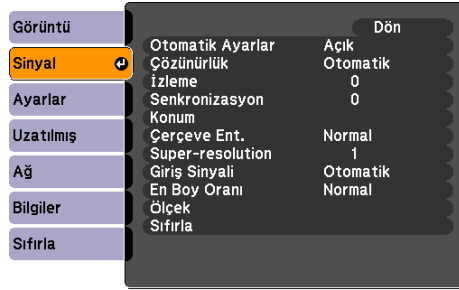 Görüntü
Sinyal
Ayarlar
Uzatılmış
Ağ
Bilgiler
Sıfırla
Dön
Otomatik Ayarlar Açık
Çözünürlük Otomatik
İzleme 0
Senkronizasyon 0
Konum
Çerçeve Ent. Normal
Super-resolution 1
Giriş Sinyali Otomatik
En Boy Oranı Normal
Ölçek
Sıfırla